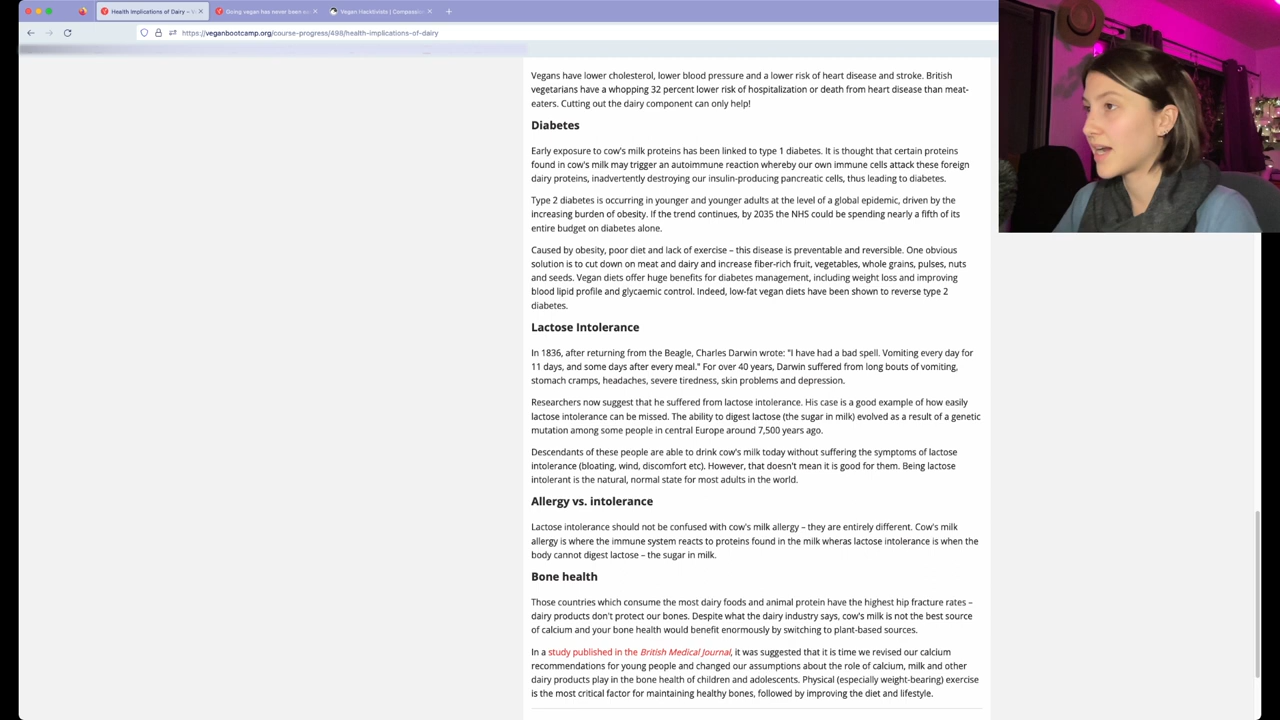 Health Implications of Dairy – V
Going vegan has never been ea
Vegan Hacktivists | Compassion
https://veganbootcamp.org/course-progress/498/health-implications-of-dairy
Vegans have lower cholesterol, lower blood pressure and a lower risk of heart disease and stroke. British
vegetarians have a whopping 32 percent lower risk of hospitalization or death from heart disease than meat-
eaters. Cutting out the dairy component can only help!
Diabetes
Early exposure to cow's milk proteins has been linked to type 1 diabetes. It is thought that certain proteins
found in cow's milk may trigger an autoimmune reaction whereby our own immune cells attack these foreign
dairy proteins, inadvertently destroying our insulin-producing pancreatic cells, thus leading to diabetes.
Type 2 diabetes is occurring in younger and younger adults at the level of a global epidemic, driven by the
increasing burden of obesity. If the trend continues, by 2035 the NHS could be spending nearly a fifth of its
entire budget on diabetes alone.
Caused by obesity, poor diet and lack of exercise – this disease is preventable and reversible. One obvious
solution is to cut down on meat and dairy and increase fiber-rich fruit, vegetables, whole grains, pulses, nuts
and seeds. Vegan diets offer huge benefits for diabetes management, including weight loss and improving
blood lipid profile and glycaemic control. Indeed, low-fat vegan diets have been shown to reverse type 2
diabetes.
Lactose Intolerance
In 1836, after returning from the Beagle, Charles Darwin wrote: "I have had a bad spell. Vomiting every day for
11 days, and some days after every meal." For over 40 years, Darwin suffered from long bouts of vomiting,
stomach cramps, headaches, severe tiredness, skin problems and depression.
Researchers now suggest that he suffered from lactose intolerance. His case is a good example of how easily
lactose intolerance can be missed. The ability to digest lactose (the sugar in milk) evolved as a result of a genetic
mutation among some people in central Europe around 7,500 years ago.
Descendants of these people are able to drink cow's milk today without suffering the symptoms of lactose
intolerance (bloating, wind, discomfort etc). However, that doesn't mean it is good for them. Being lactose
intolerant is the natural, normal state for most adults in the world.
Allergy vs. intolerance
Lactose intolerance should not be confused with cow's milk allergy – they are entirely different. Cow's milk
allergy is where the immune system reacts to proteins found in the milk wheras lactose intolerance is when the
body cannot digest lactose – the sugar in milk.
Bone health
Those countries which consume the most dairy foods and animal protein have the highest hip fracture rates –
dairy products don't protect our bones. Despite what the dairy industry says, cow's milk is not the best source
of calcium and your bone health would benefit enormously by switching to plant-based sources.
In a study published in the British Medical Journal, it was suggested that it is time we revised our calcium
recommendations for young people and changed our assumptions about the role of calcium, milk and other
dairy products play in the bone health of children and adolescents. Physical (especially weight-bearing) exercise
is the most critical factor for maintaining healthy bones, followed by improving the diet and lifestyle.